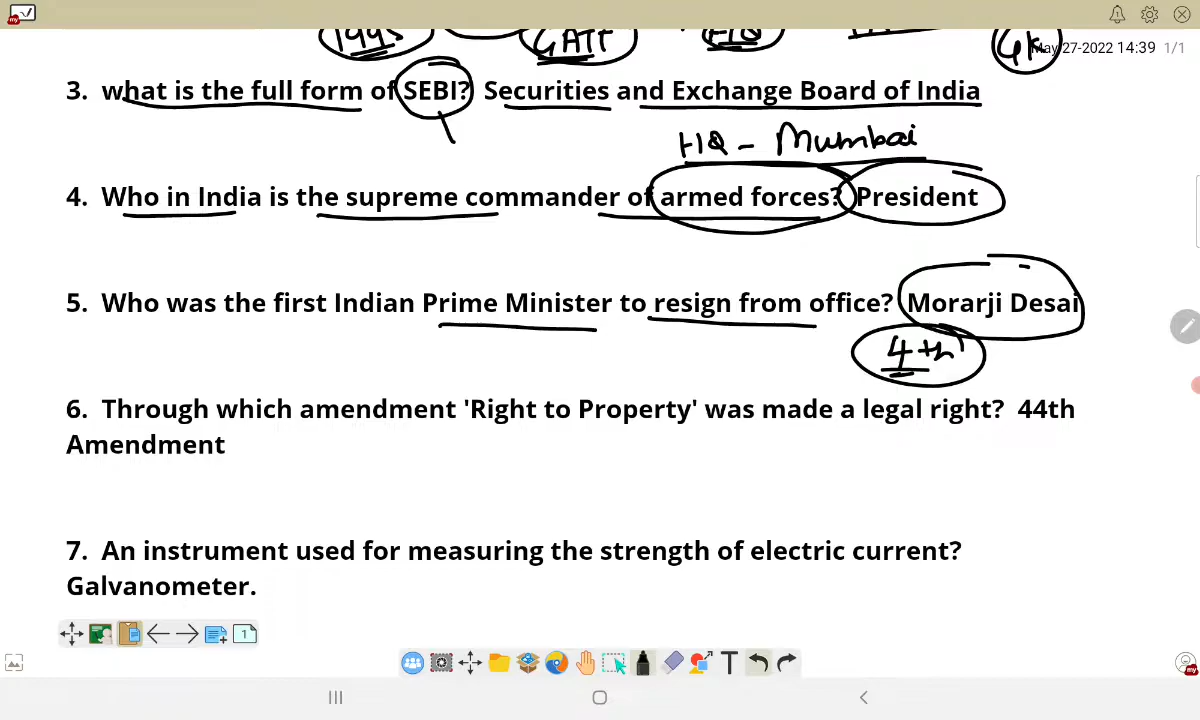 1995 GATT HQ
GK
May-27-2022 14:39 1/1
3. what is the full form of SEBI? Securities and Exchange Board of India
HQ - Mumbai
4. Who in India is the supreme commander of armed forces? President
5. Who was the first Indian Prime Minister to resign from office? Morarji Desai
4th
6. Through which amendment 'Right to Property' was made a legal right? 44th
Amendment
7. An instrument used for measuring the strength of electric current?
Galvanometer.
1
T
my
my